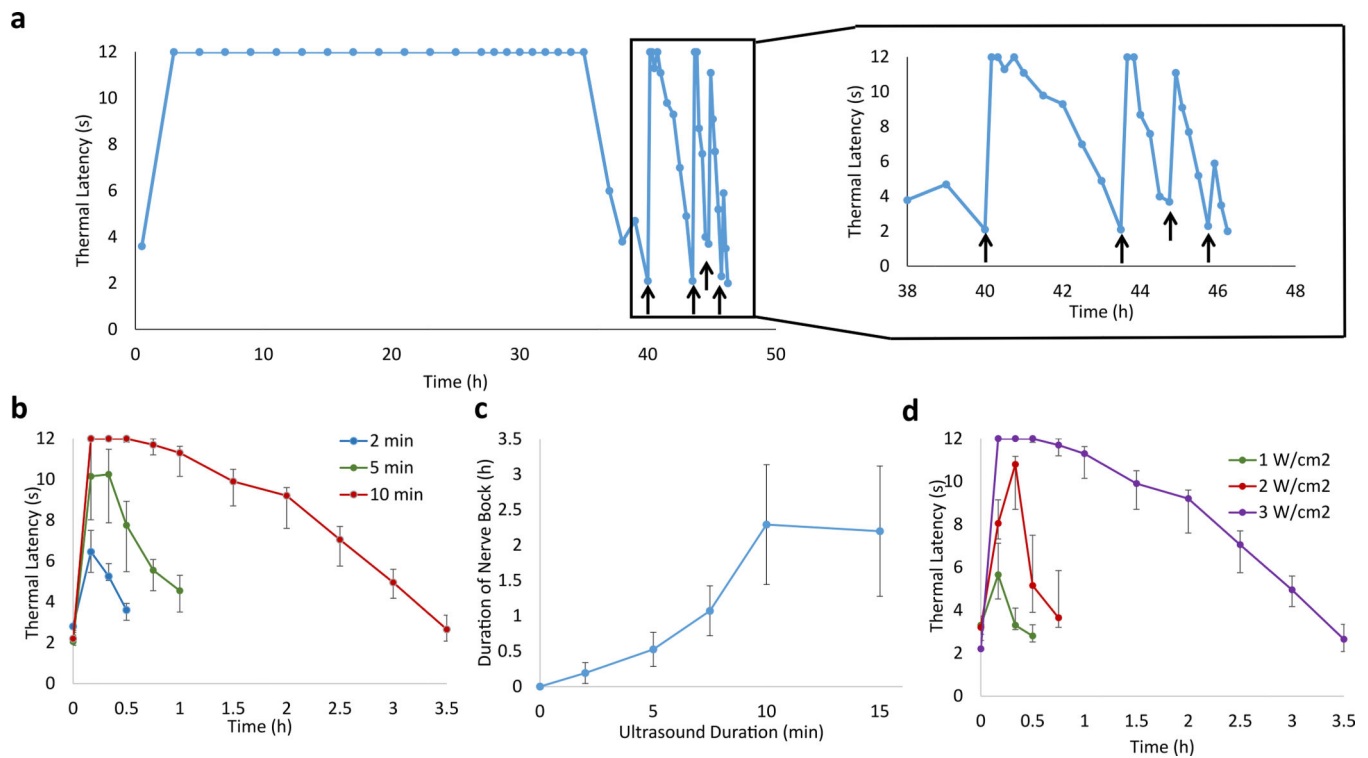 a
12
10
8
6
4
2
0
Thermal Latency (s)
0 10 20 30 40 50
Time (h)
12
10
8
6
4
2
0
Thermal Latency (s)
38 40 42 44 46 48
Time (h)
b
12
10
8
6
4
2
0
Thermal Latency (s)
2 min
5 min
10 min
0 0.5 1 1.5 2 2.5 3 3.5
Time (h)
c
3.5
3
2.5
2
1.5
1
0.5
0
Duration of Nerve Bock (h)
0 5 10 15
Ultrasound Duration (min)
d
12
10
8
6
4
2
0
Thermal Latency (s)
1 W/cm2
2 W/cm2
3 W/cm2
0 0.5 1 1.5 2 2.5 3 3.5
Time (h)